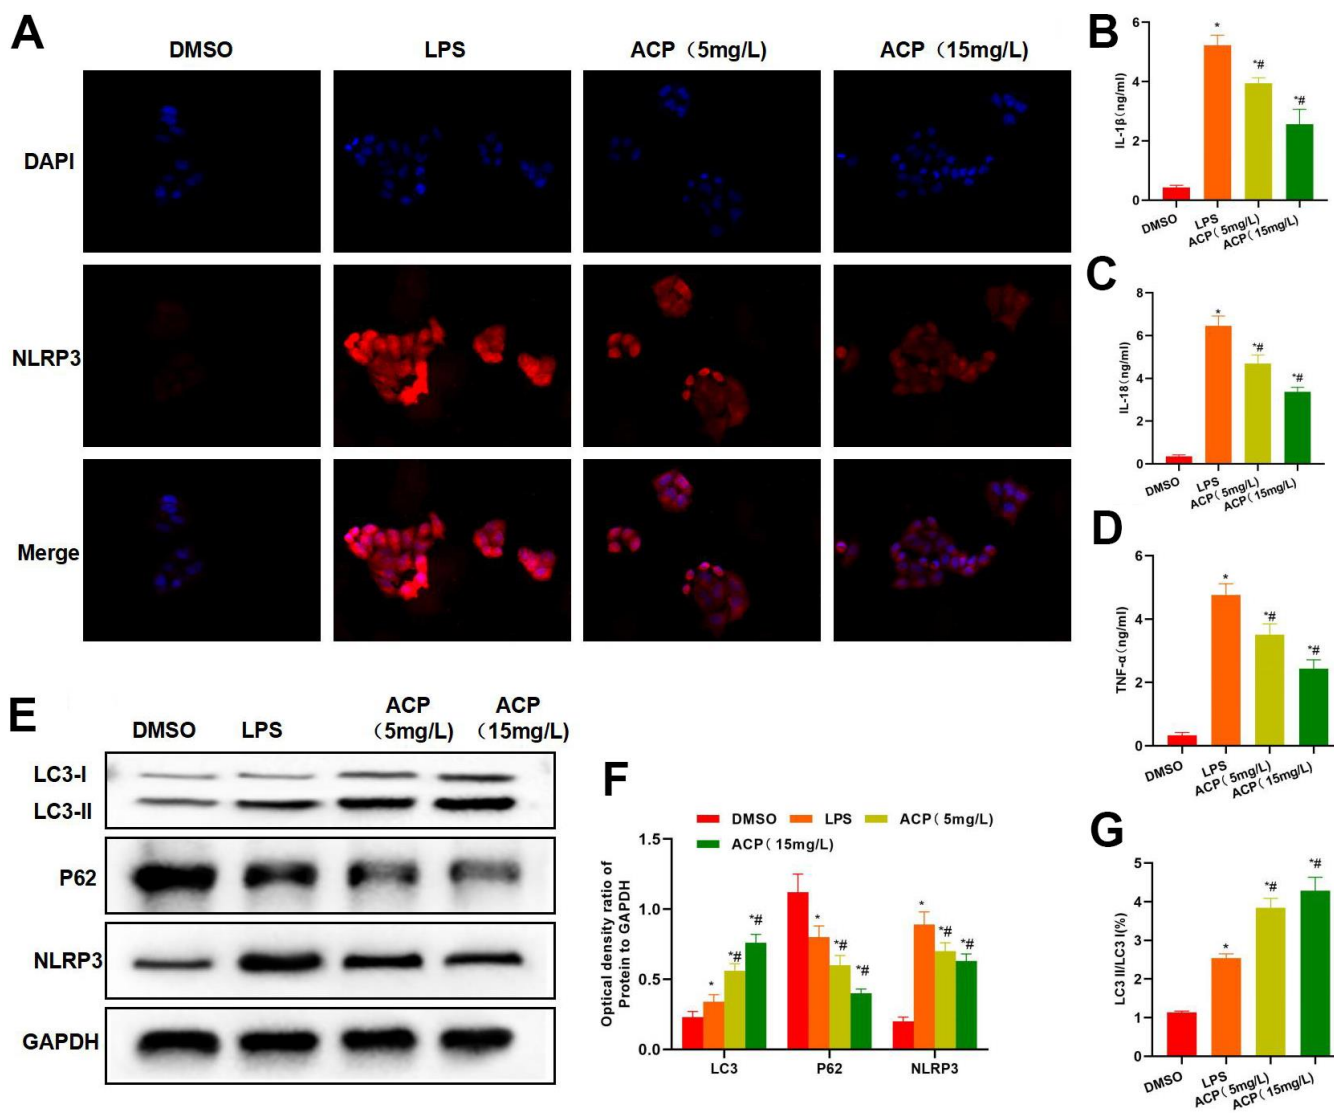 A
DMSO
LPS
ACP（5mg/L)
ACP（15mg/L)
DAPI
NLRP3
Merge
B
IL-1β(ng/ml)
6
4
2
0
*
*#
*#
DMSO
LPS
ACP（5mg/L)
ACP（15mg/L)
C
IL-18(ng/ml)
8
6
4
2
0
*
*#
*#
DMSO
LPS
ACP（5mg/L)
ACP（15mg/L)
D
TNF-α(ng/ml)
6
4
2
0
*
*#
*#
DMSO
LPS
ACP（5mg/L)
ACP（15mg/L)
E
DMSO
LPS
ACP
（5mg/L)
ACP
（15mg/L)
LC3-I
LC3-II
P62
NLRP3
GAPDH
F
DMSO
LPS
ACP（5mg/L)
ACP（15mg/L)
Optical density ratio of
Protein to GAPDH
1.5
1.0
0.5
0.0
*
*#
*#
*
*#
*#
*
*#
*#
LC3
P62
NLRP3
G
LC3 II/LC3 I(%)
5
4
3
2
1
0
*
*#
*#
DMSO
LPS
ACP（5mg/L)
ACP（15mg/L)